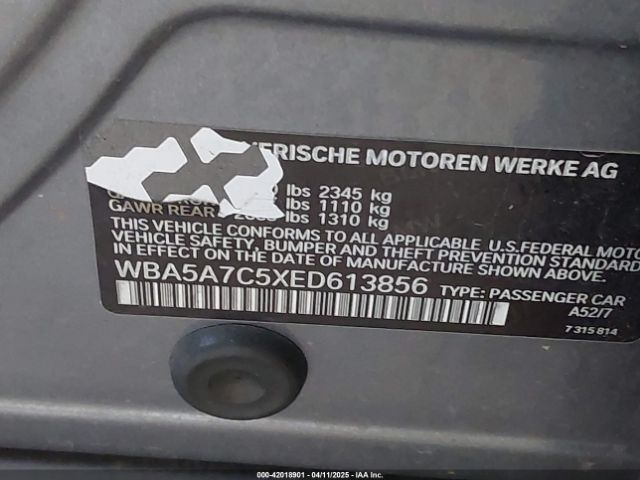 MOTOREN WERKE AG
lbs 2345 kg
lbs 1110 kg
GAWR REAR lbs 1310 kg
THIS VEHICLE CONFORMS TO ALL APPLICABLE U.S.FEDERAL MOTO
VEHICLE SAFETY, BUMPER AND THEFT PREVENTION STANDAR
IN EFFECT ON THE DATE OF MANUFACTURE SHOWN ABOVE.
WBA5A7C5XED613856 TYPE: PASSENGER CAR
A52/7
7 315 814
000-42018901 - 04/11/2025 - IAA Inc.